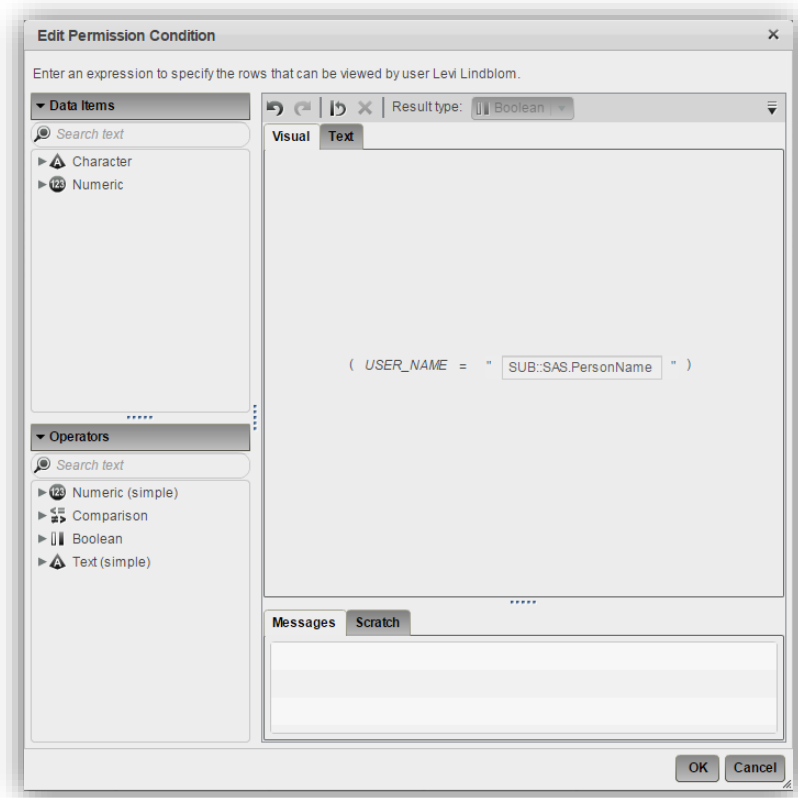 Edit Permission Condition
Enter an expression to specify the rows that can be viewed by user Levi Lindblom.
Data Items
Search text
Character
Numeric
Operators
Search text
Numeric (simple)
Comparison
Boolean
Text (simple)
Result type: Boolean
Visual Text
( USER_NAME = " SUB::SAS.PersonName " )
Messages Scratch
OK Cancel